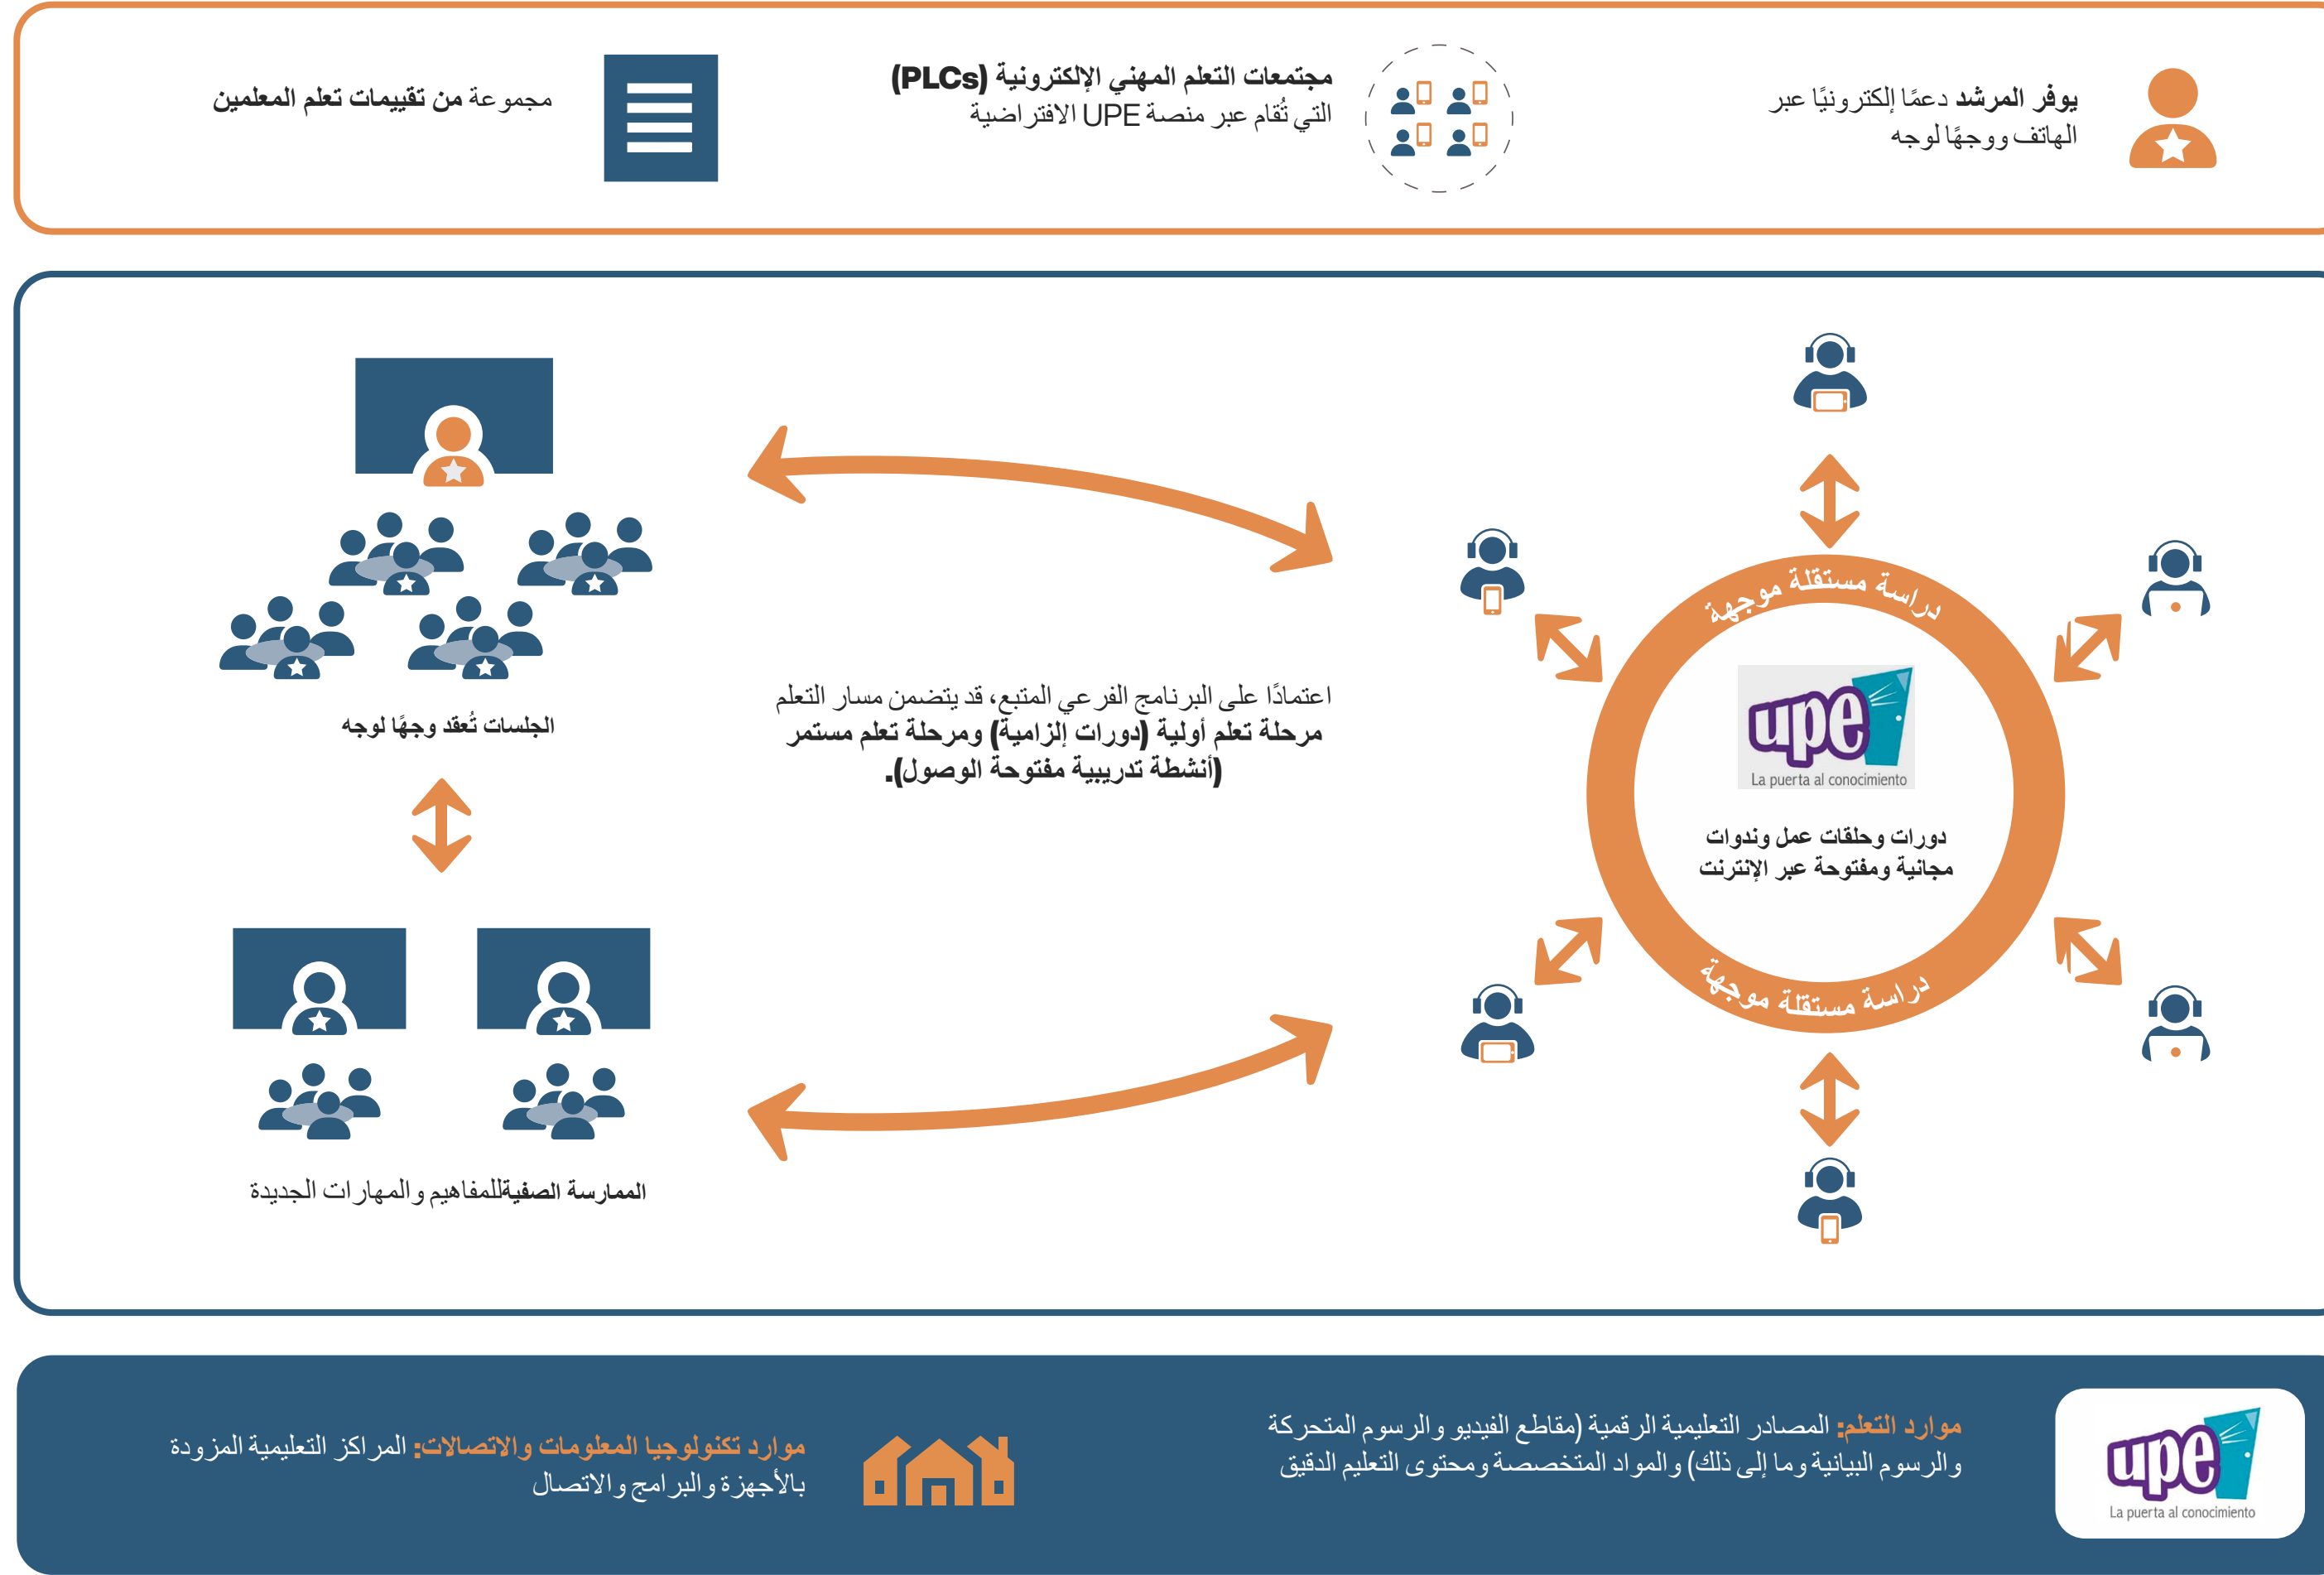 يوفر المرشد دعمًا إلكترونيًا عبر
الهاتف ووجهًا لوجه
مجتمعات التعلم المهني الإلكترونية (PLCs)
التي تُقام عبر منصة UPE الافتراضية
مجموعة من تقييمات تعلم المعلمين
دراسة مستقلة موجهة
upe
La puerta al conocimiento
دورات وحلقات عمل وندوات
مجانية ومفتوحة عبر الإنترنت
دراسة مستقلة موجهة
اعتمادًا على البرنامج الفرعي المتبع، قد يتضمن مسار التعلم
مرحلة تعلم أولية (دورات إلزامية) ومرحلة تعلم مستمر
(أنشطة تدريبية مفتوحة الوصول).
الجلسات تُعقد وجهًا لوجه
الممارسة الصفيةللمفاهيم والمهارات الجديدة
upe
La puerta al conocimiento
موارد التعلم: المصادر التعليمية الرقمية (مقاطع الفيديو والرسوم المتحركة
والرسوم البيانية وما إلى ذلك) والمواد المتخصصة ومحتوى التعليم الدقيق
موارد تكنولوجيا المعلومات والاتصالات: المراكز التعليمية المزودة
بالأجهزة والبرامج والاتصال